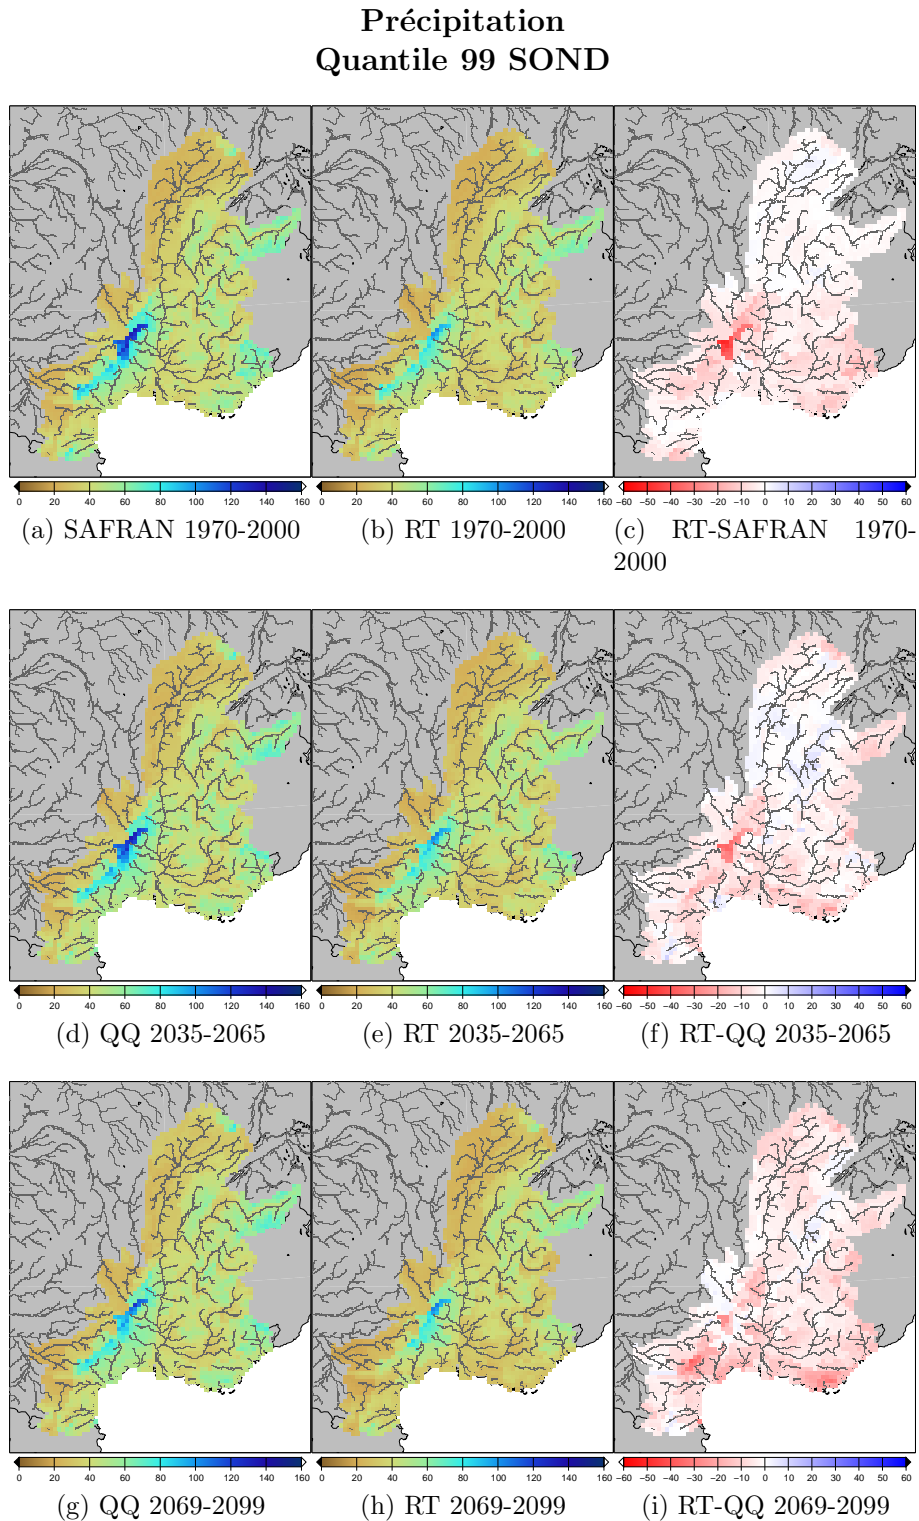 Précipitation
Quantile 99 SOND
0 20 40 60 80 100 120 140 160
0 20 40 60 80 100 120 140 160
−60 −50 −40 −30 −20 −10 0 10 20 30 40 50 60
(a) SAFRAN 1970-2000
(b) RT 1970-2000
(c) RT-SAFRAN 1970-
2000
0 20 40 60 80 100 120 140 160
0 20 40 60 80 100 120 140 160
−60 −50 −40 −30 −20 −10 0 10 20 30 40 50 60
(d) QQ 2035-2065
(e) RT 2035-2065
(f) RT-QQ 2035-2065
0 20 40 60 80 100 120 140 160
0 20 40 60 80 100 120 140 160
−60 −50 −40 −30 −20 −10 0 10 20 30 40 50 60
(g) QQ 2069-2099
(h) RT 2069-2099
(i) RT-QQ 2069-2099